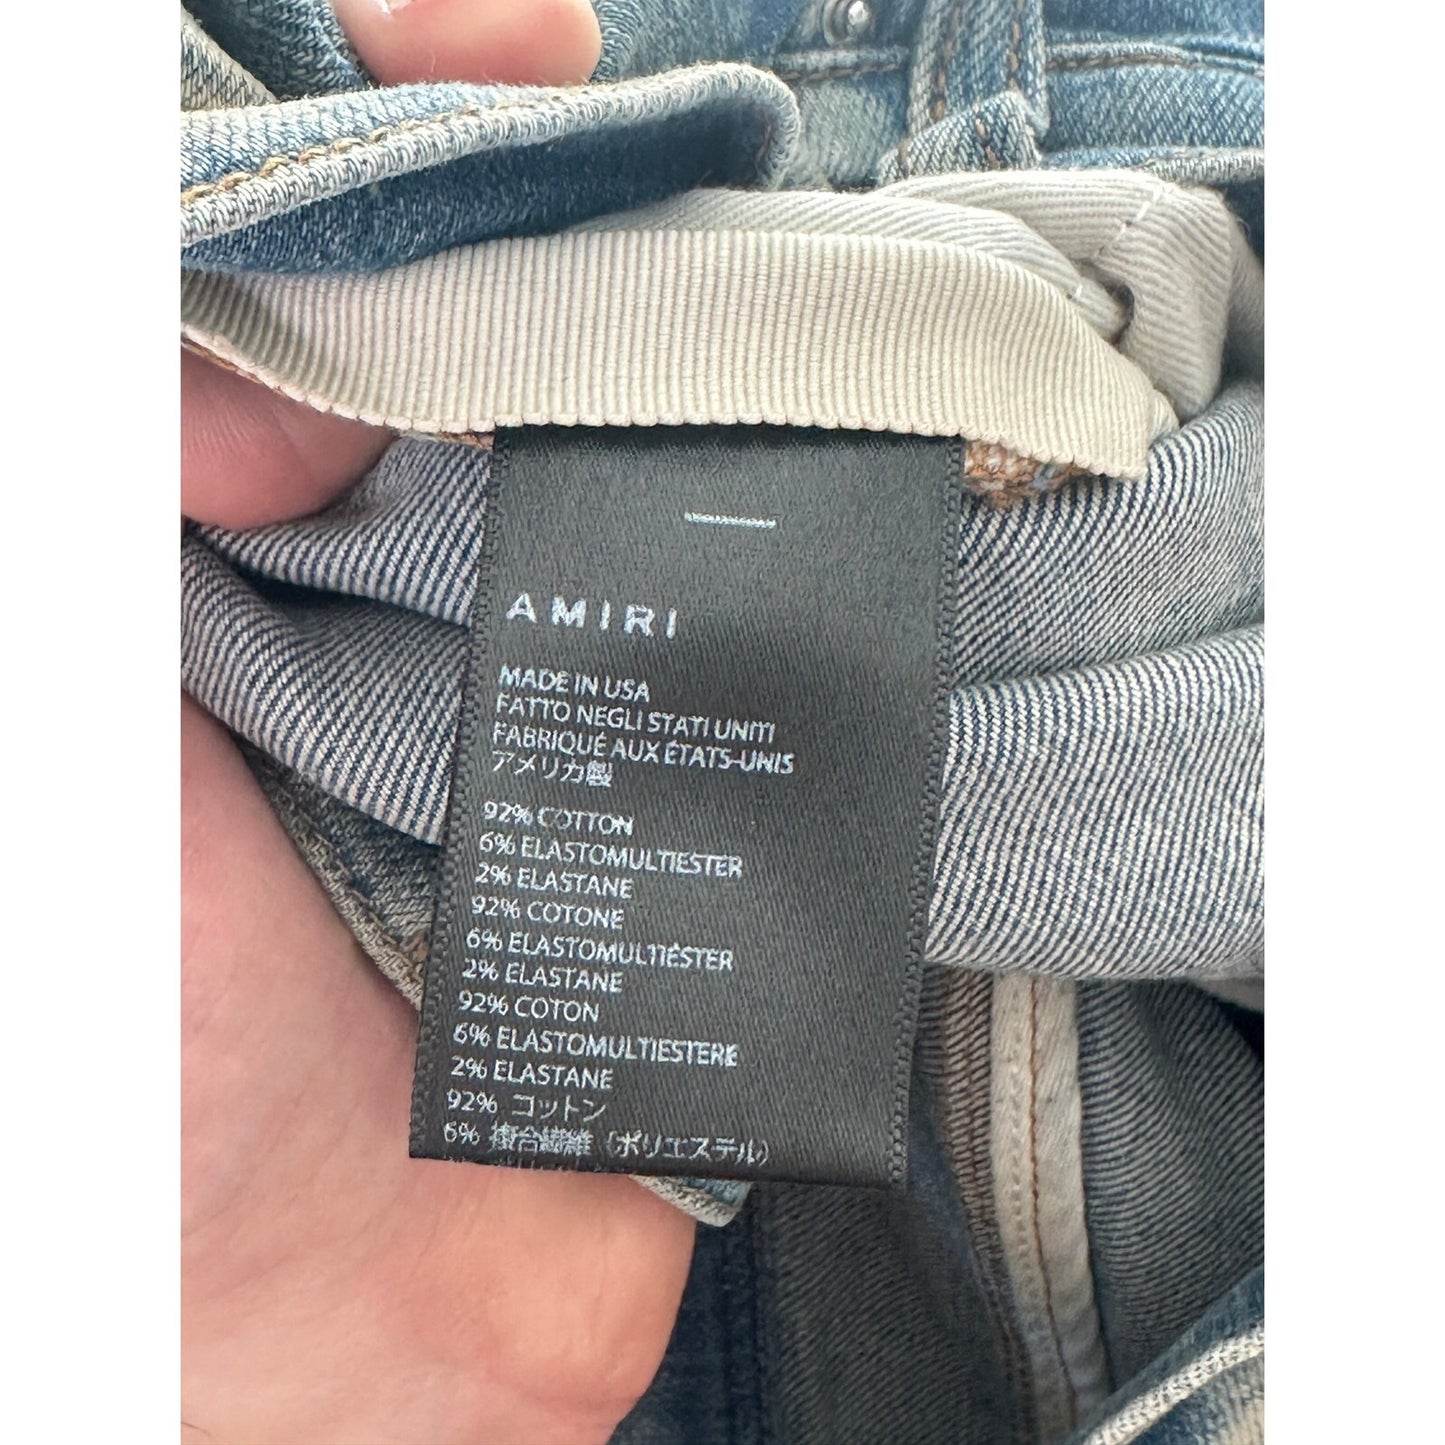 AMIRI
MADE IN USA
FATTO NEGLI STATI UNITI
FABRIQUÉ AUX ÉTATS-UNIS
アメリカ製
92% COTTON
6% ELASTOMULTIESTER
2% ELASTANE
92% COTONE
6% ELASTOMULTIÉSTER
2% ELASTANE
92% COTON
6% ELASTOMULTIESTERE
2% ELASTANE
92% コットン
6% 複合繊維 (ポリエステル)